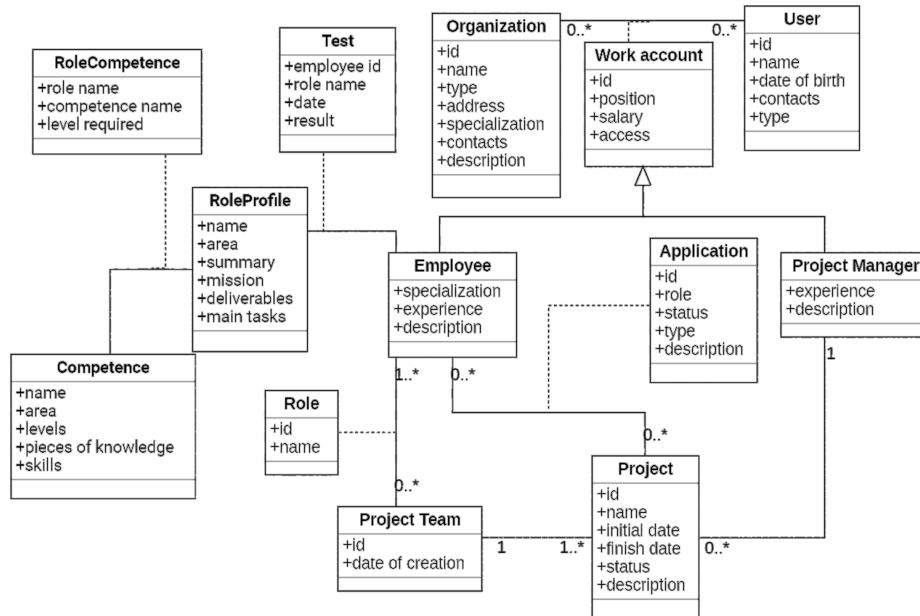 RoleCompetence
+role name
+competence name
+level required
Test
+employee id
+role name
+date
+result
Organization
+id
+name
+type
+address
+specialization
+contacts
+description
0..*
0..*
Work account
+id
+position
+salary
+access
User
+id
+name
+date of birth
+contacts
+type
RoleProfile
+name
+area
+summary
+mission
+deliverables
+main tasks
Employee
+specialization
+experience
+description
Application
+id
+role
+status
+type
+description
Project Manager
+experience
+description
Competence
+name
+area
+levels
+pieces of knowledge
+skills
Role
+id
+name
1..*
0..*
1
0..*
0..*
Project Team
+id
+date of creation
1
1..*
Project
+id
+name
+initial date
+finish date
+status
+description
0..*